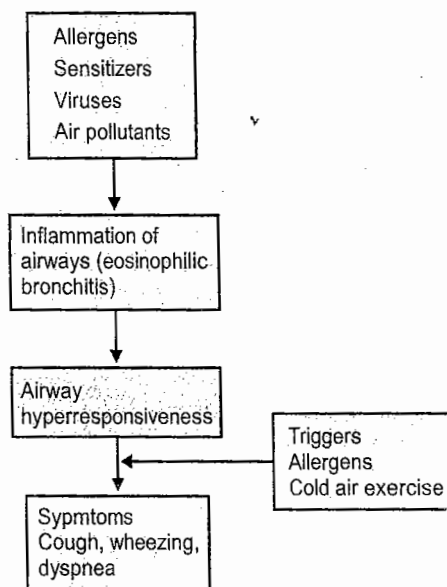 Allergens
Sensitizers
Viruses
Air pollutants
Inflammation of
airways (eosinophilic
bronchitis)
Airway
hyperresponsiveness
Triggers
Allergens
Cold air exercise
Sypmtoms
Cough, wheezing,
dyspnea